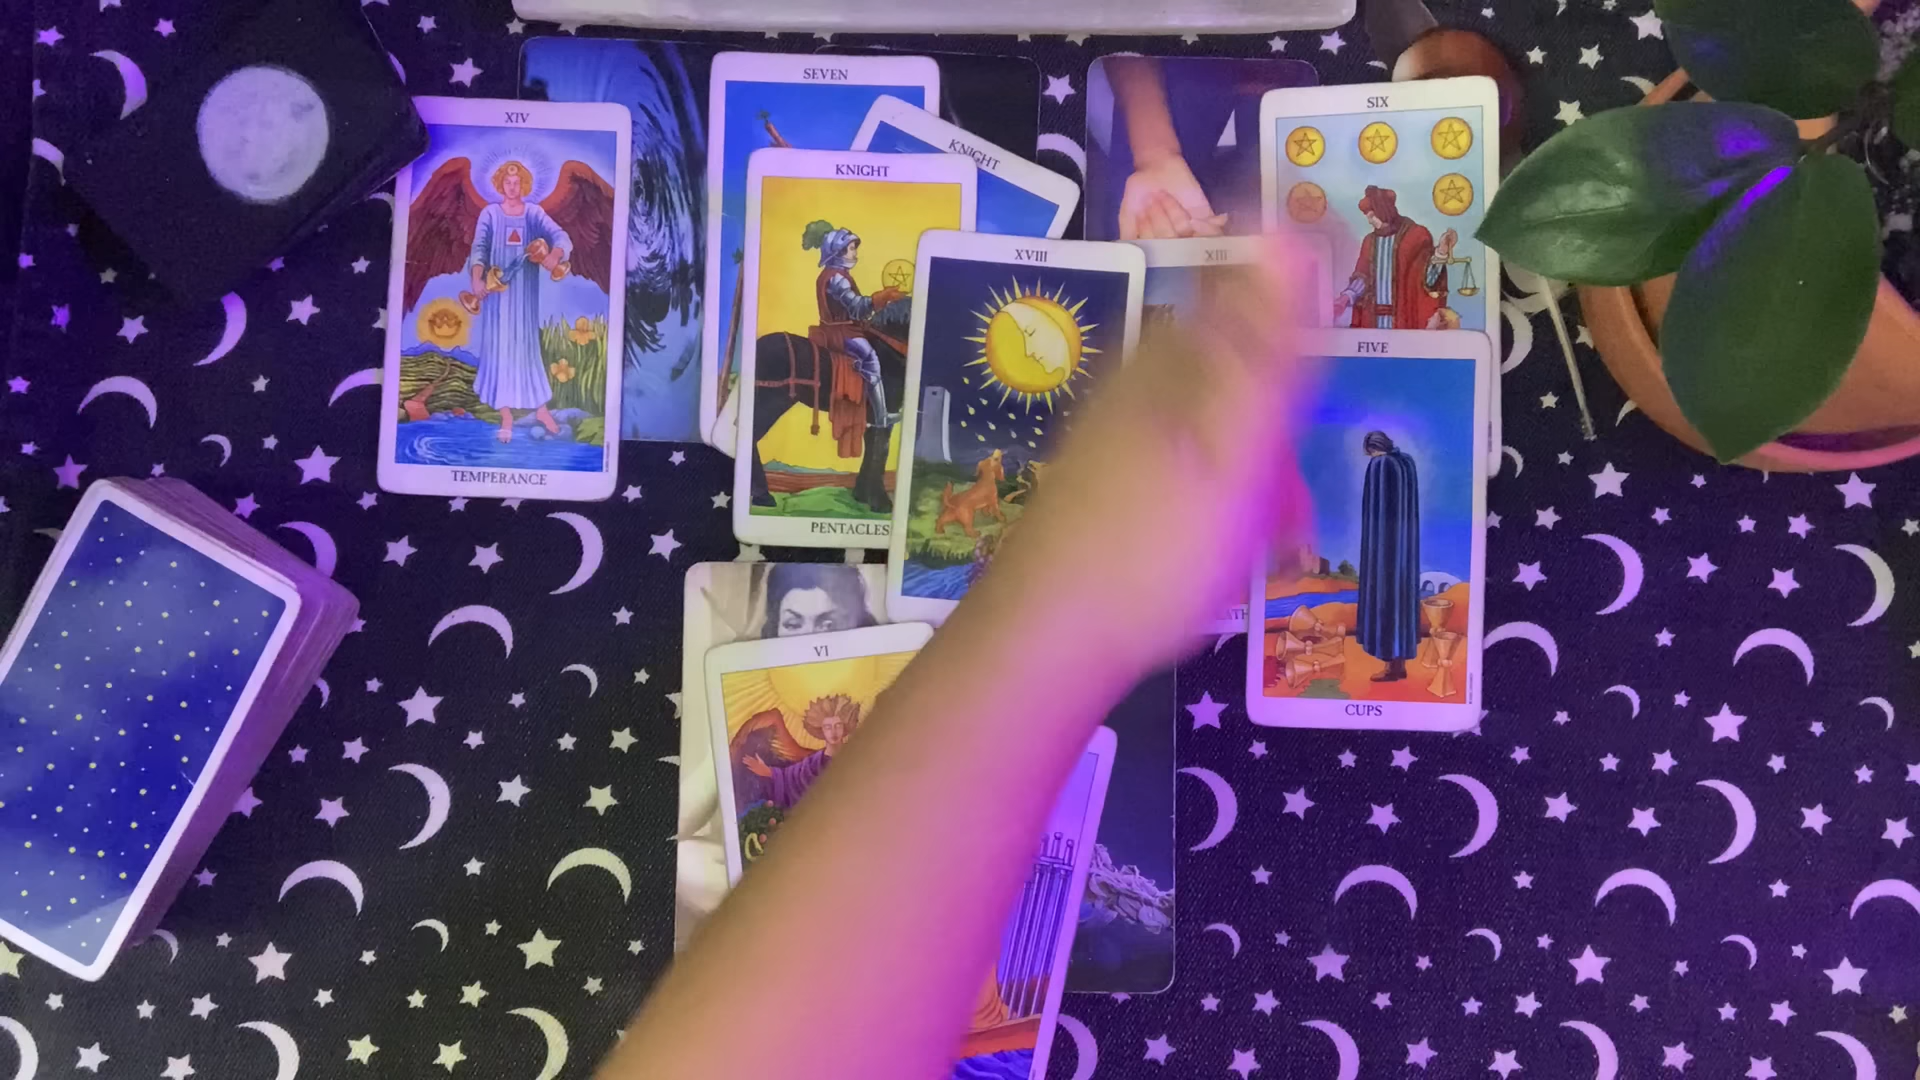 XIV
TEMPERANCE
SEVEN
KNIGHT
KNIGHT
PENTACLES
XVIII
XIII
SIX
FIVE
CUPS
VI